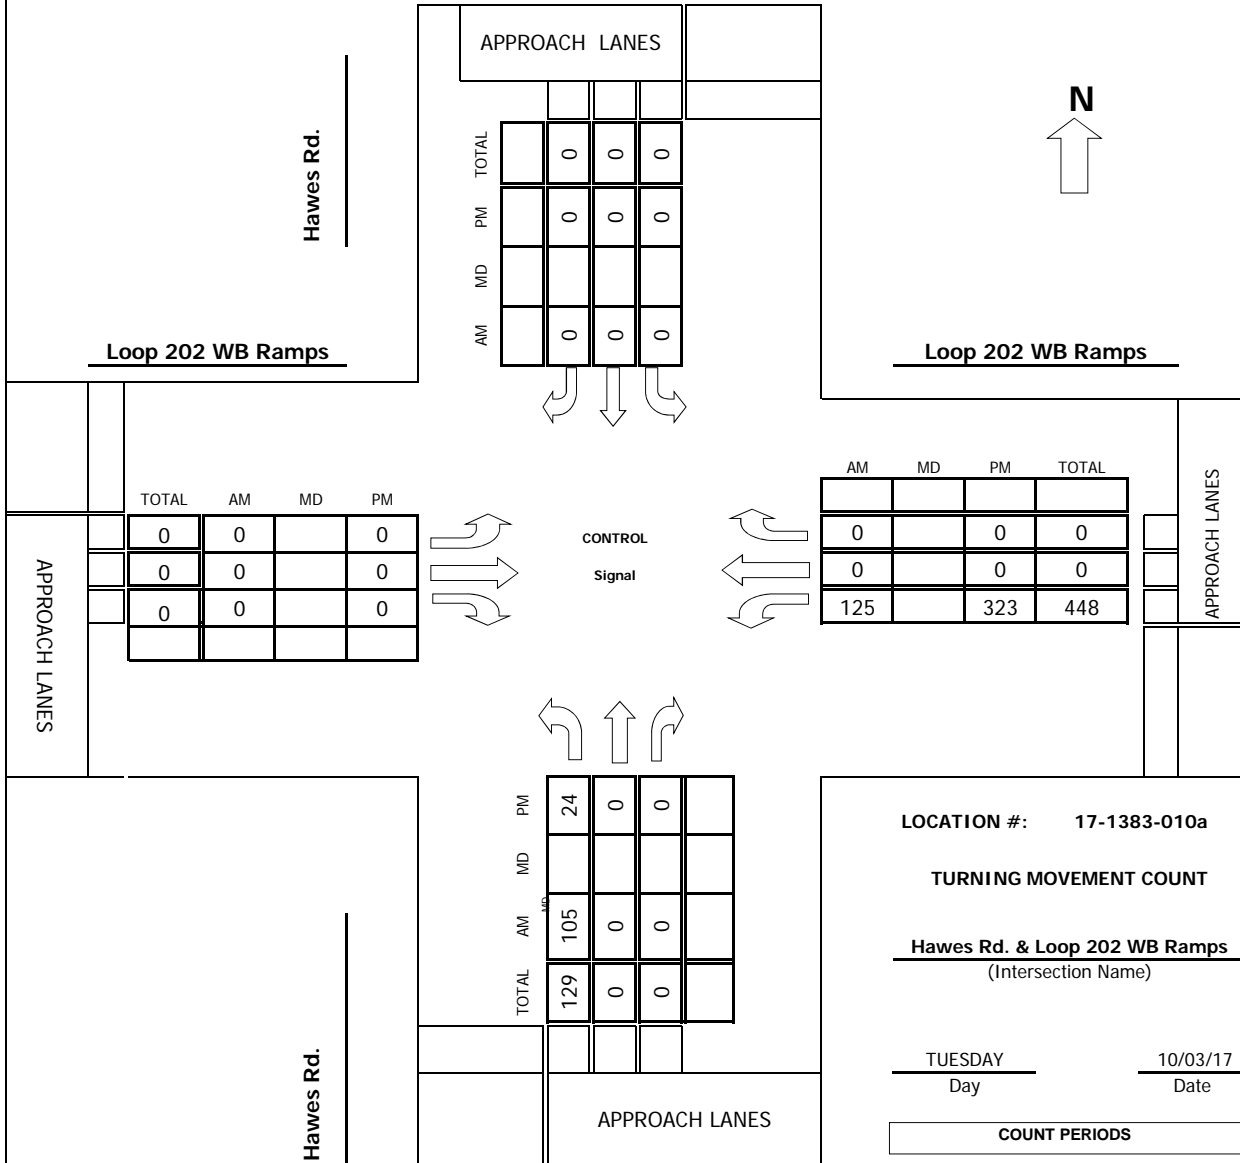 APPROACH LANES
N
Hawes Rd.
TOTAL 0 0 0
PM 0 0 0
MD
AM 0 0 0
Loop 202 WB Ramps
Loop 202 WB Ramps
AM MD PM TOTAL
0 0 0
0 0 0
125 323 448
APPROACH LANES
TOTAL AM MD PM
0 0 0
0 0 0
0 0 0
APPROACH LANES
CONTROL
Signal
PM 24 0 0
MD
MD
AM 105 0 0
TOTAL 129 0 0
Hawes Rd.
APPROACH LANES
LOCATION #: 17-1383-010a
TURNING MOVEMENT COUNT
Hawes Rd. & Loop 202 WB Ramps
(Intersection Name)
TUESDAY 10/03/17
Day Date
COUNT PERIODS